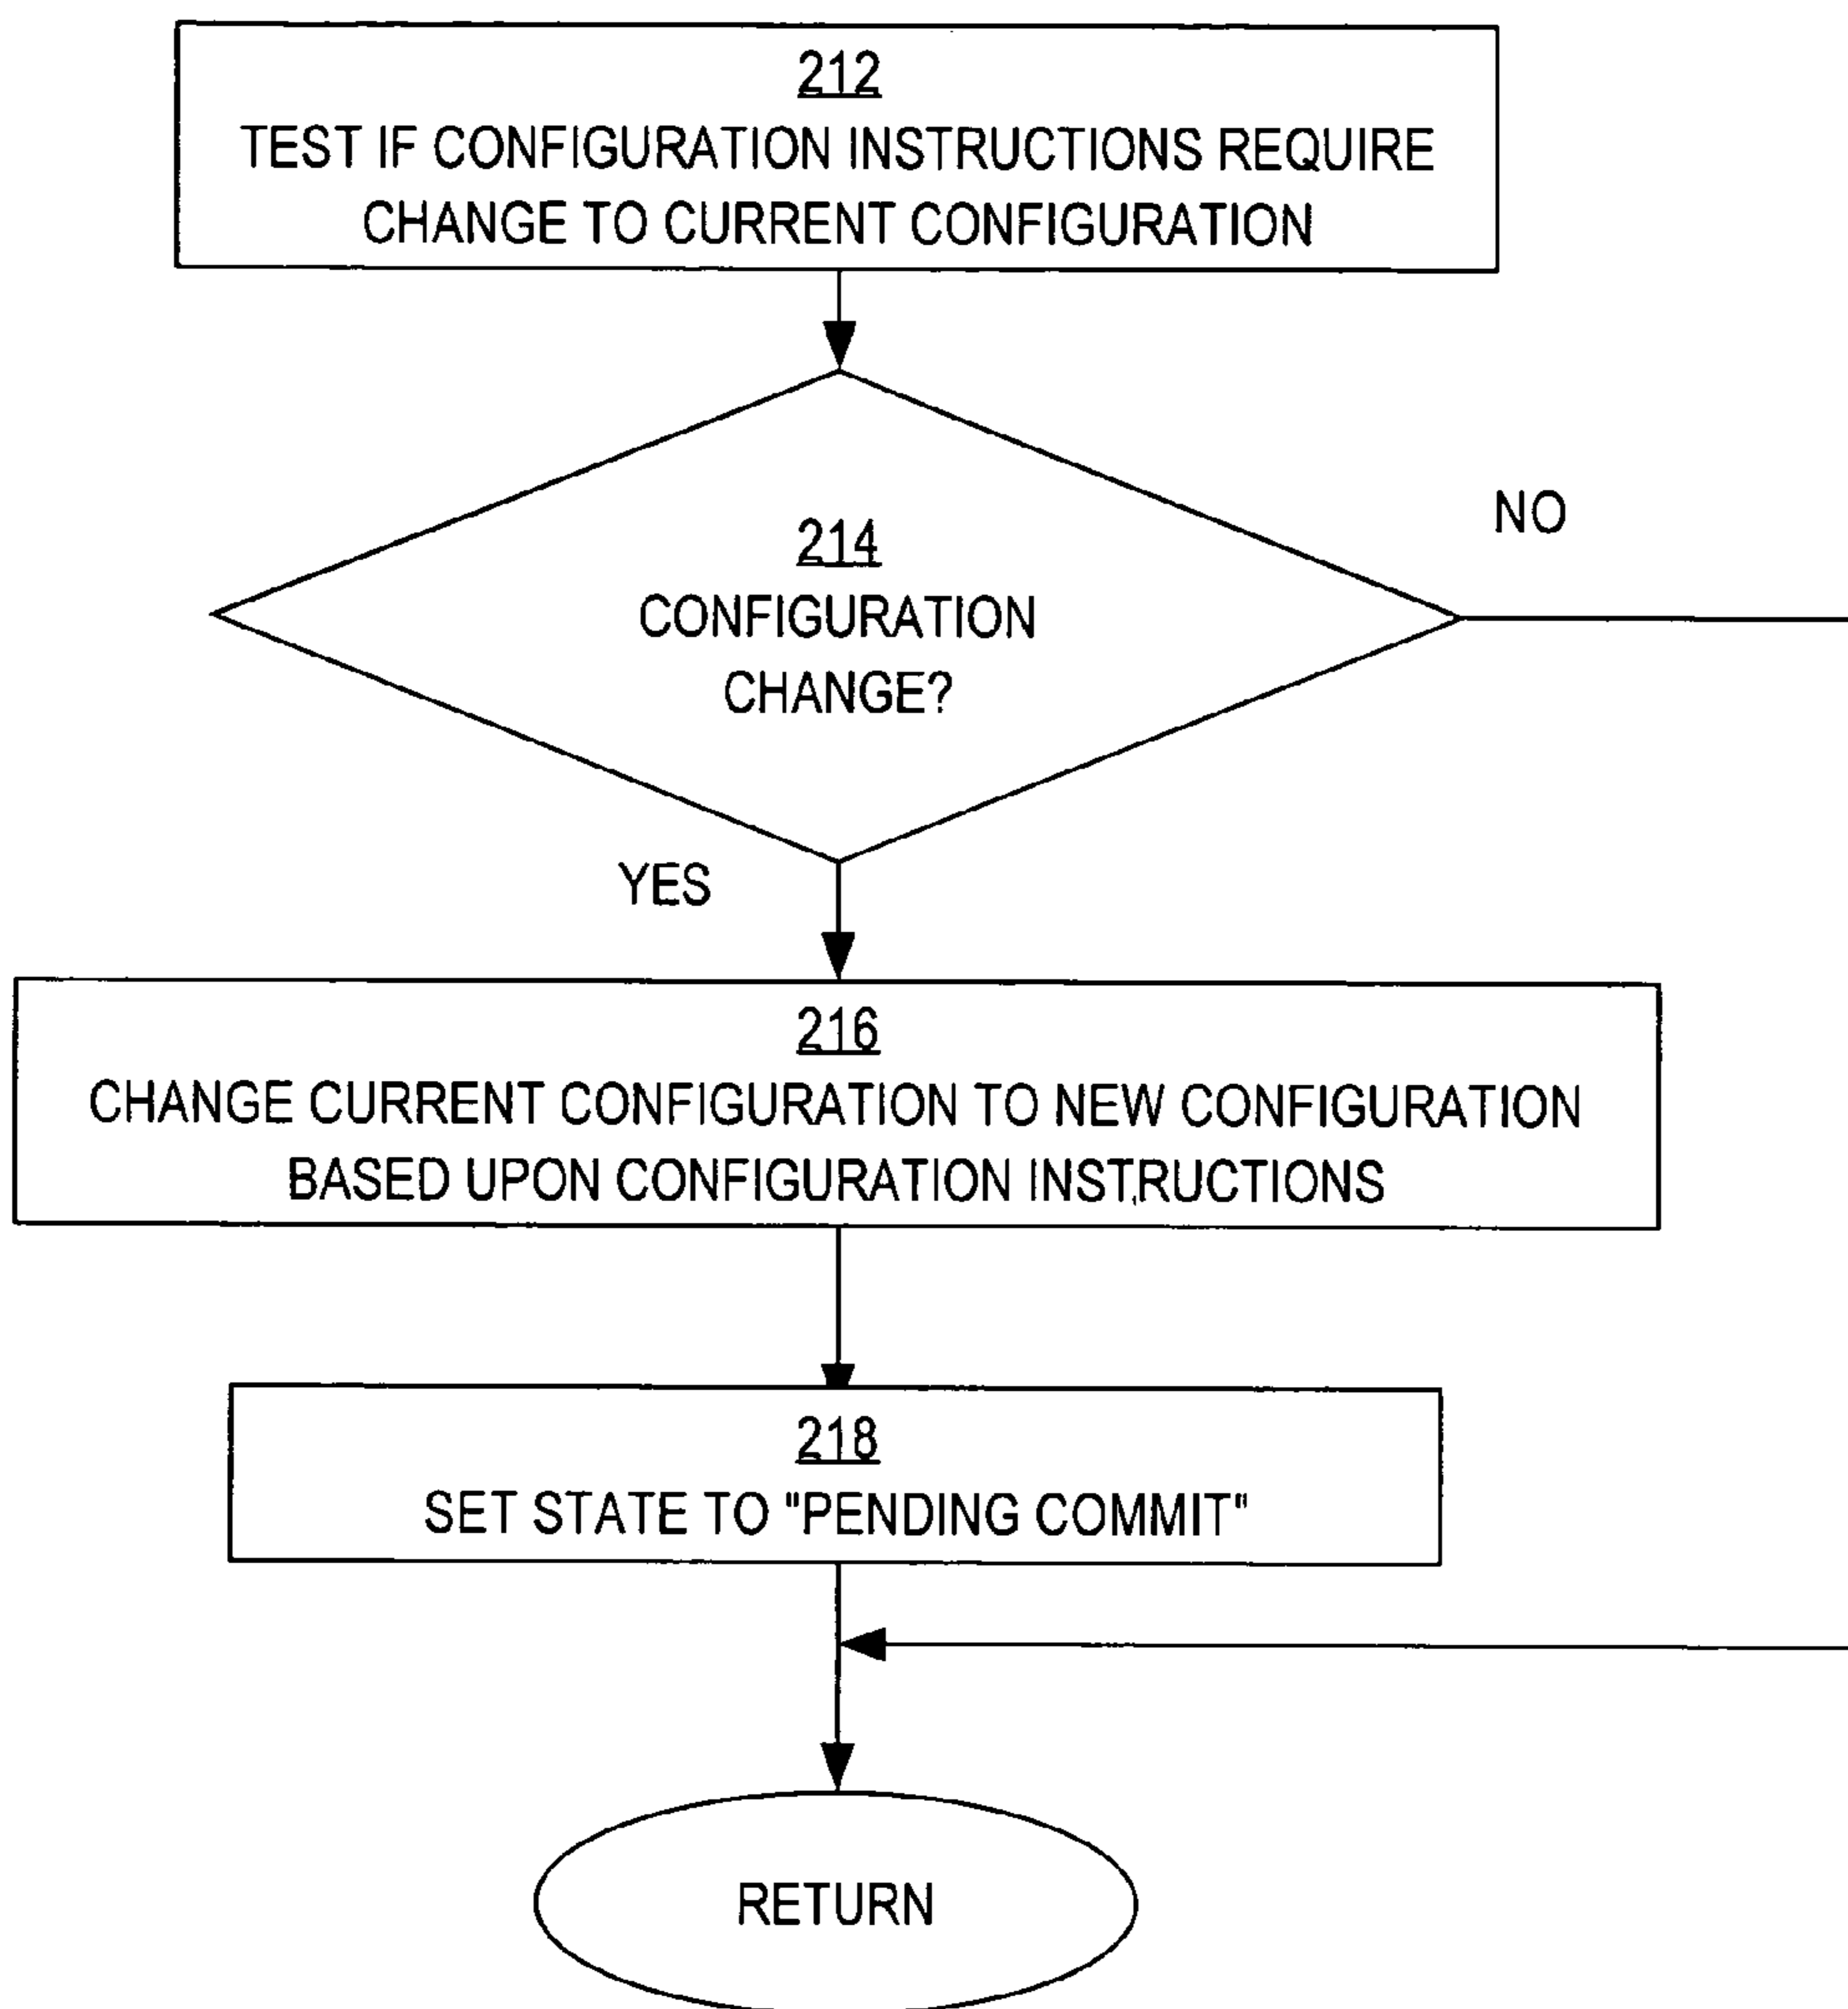 212
TEST IF CONFIGURATION INSTRUCTIONS REQUIRE
CHANGE TO CURRENT CONFIGURATION
214
CONFIGURATION
CHANGE?
NO
YES
216
CHANGE CURRENT CONFIGURATION TO NEW CONFIGURATION
BASED UPON CONFIGURATION INSTRUCTIONS
218
SET STATE TO "PENDING COMMIT"
RETURN